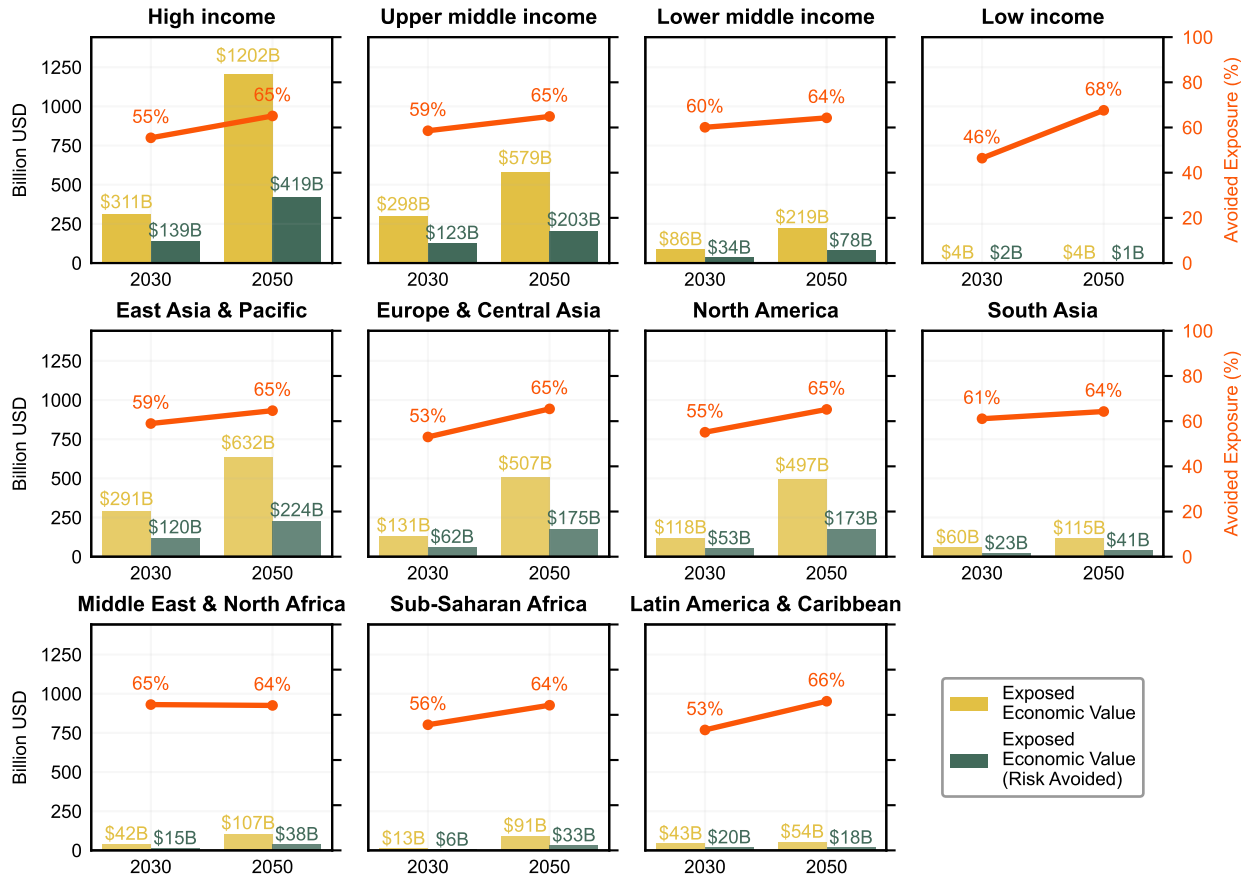 High income
Upper middle income
Lower middle income
Low income
Billion USD
1250
1000
750
500
250
0
$311B
$139B
$1202B
$419B
55%
65%
2030
2050
$298B
$123B
$579B
$203B
59%
65%
2030
2050
$86B
$34B
$219B
$78B
60%
64%
2030
2050
$4B
$2B
$4B
$1B
46%
68%
2030
2050
100
80
60
40
20
0
Avoided Exposure (%)
East Asia & Pacific
Europe & Central Asia
North America
South Asia
Billion USD
1250
1000
750
500
250
0
$291B
$120B
$632B
$224B
59%
65%
2030
2050
$131B
$62B
$507B
$175B
53%
65%
2030
2050
$118B
$53B
$497B
$173B
55%
65%
2030
2050
$60B
$23B
$115B
$41B
61%
64%
2030
2050
100
80
60
40
20
0
Avoided Exposure (%)
Middle East & North Africa
Sub-Saharan Africa
Latin America & Caribbean
Billion USD
1250
1000
750
500
250
0
$42B
$15B
$107B
$38B
65%
64%
2030
2050
$13B
$6B
$91B
$33B
56%
64%
2030
2050
$43B
$20B
$54B
$18B
53%
66%
2030
2050
Exposed
Economic Value
Exposed
Economic Value
(Risk Avoided)